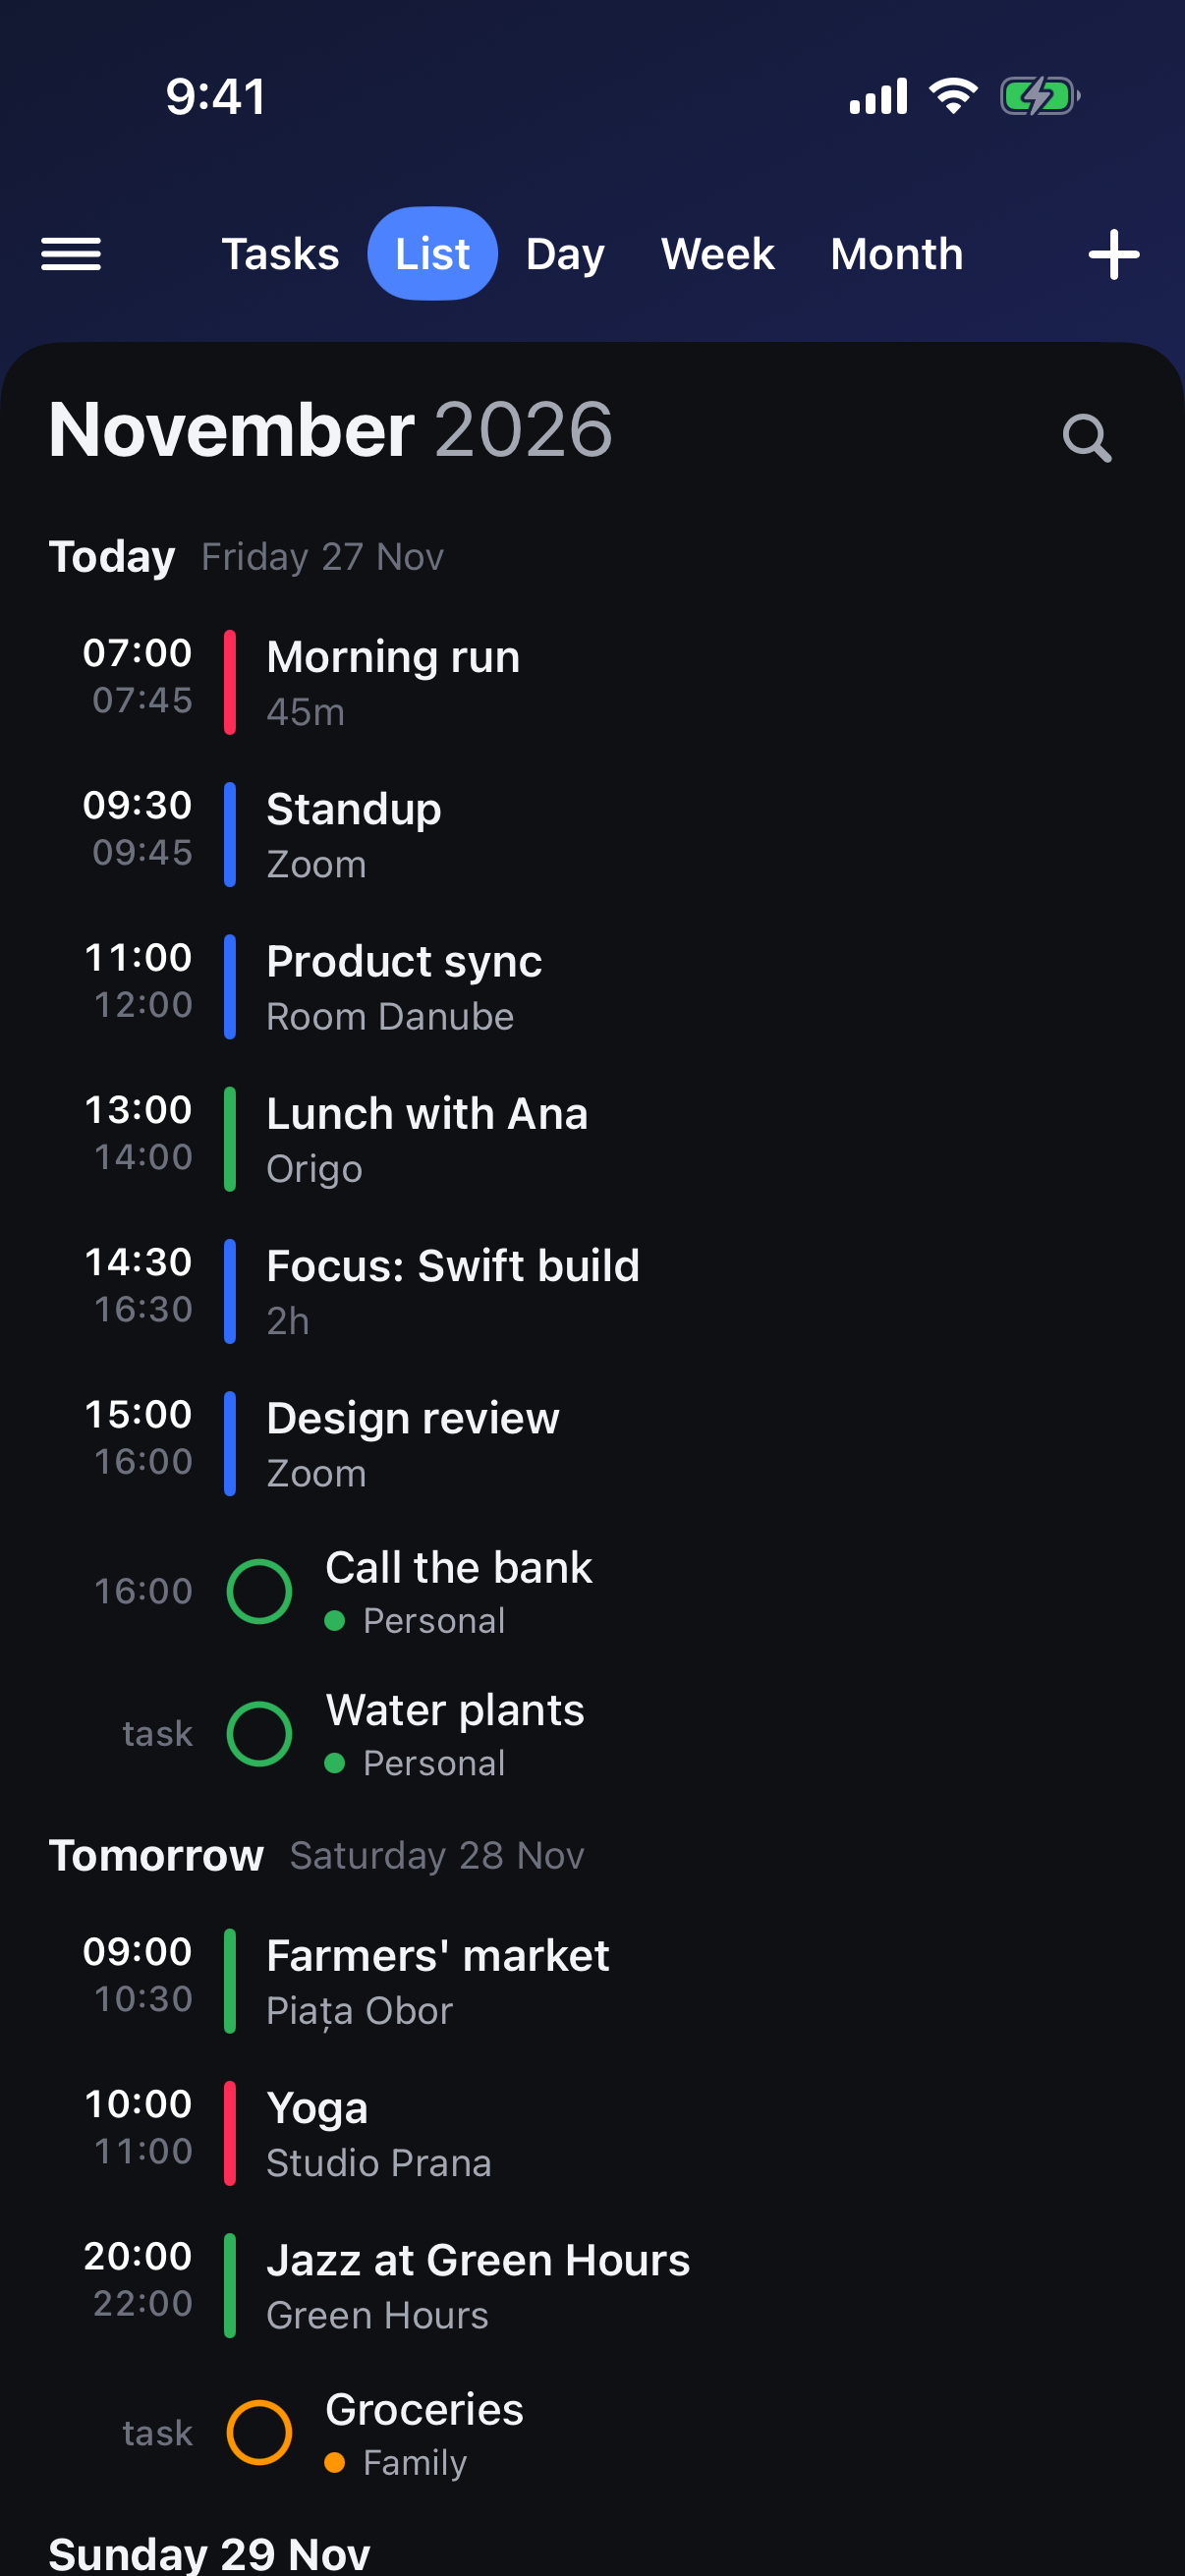 9:41
Tasks List Day Week Month
November 2026
Today Friday 27 Nov
07:00 Morning run
07:45 45m
09:30 Standup
09:45 Zoom
11:00 Product sync
12:00 Room Danube
13:00 Lunch with Ana
14:00 Origo
14:30 Focus: Swift build
16:30 2h
15:00 Design review
16:00 Zoom
16:00 Call the bank
Personal
task Water plants
Personal
Tomorrow Saturday 28 Nov
09:00 Farmers' market
10:30 Piața Obor
10:00 Yoga
11:00 Studio Prana
20:00 Jazz at Green Hours
22:00 Green Hours
task Groceries
Family
Sunday 29 Nov